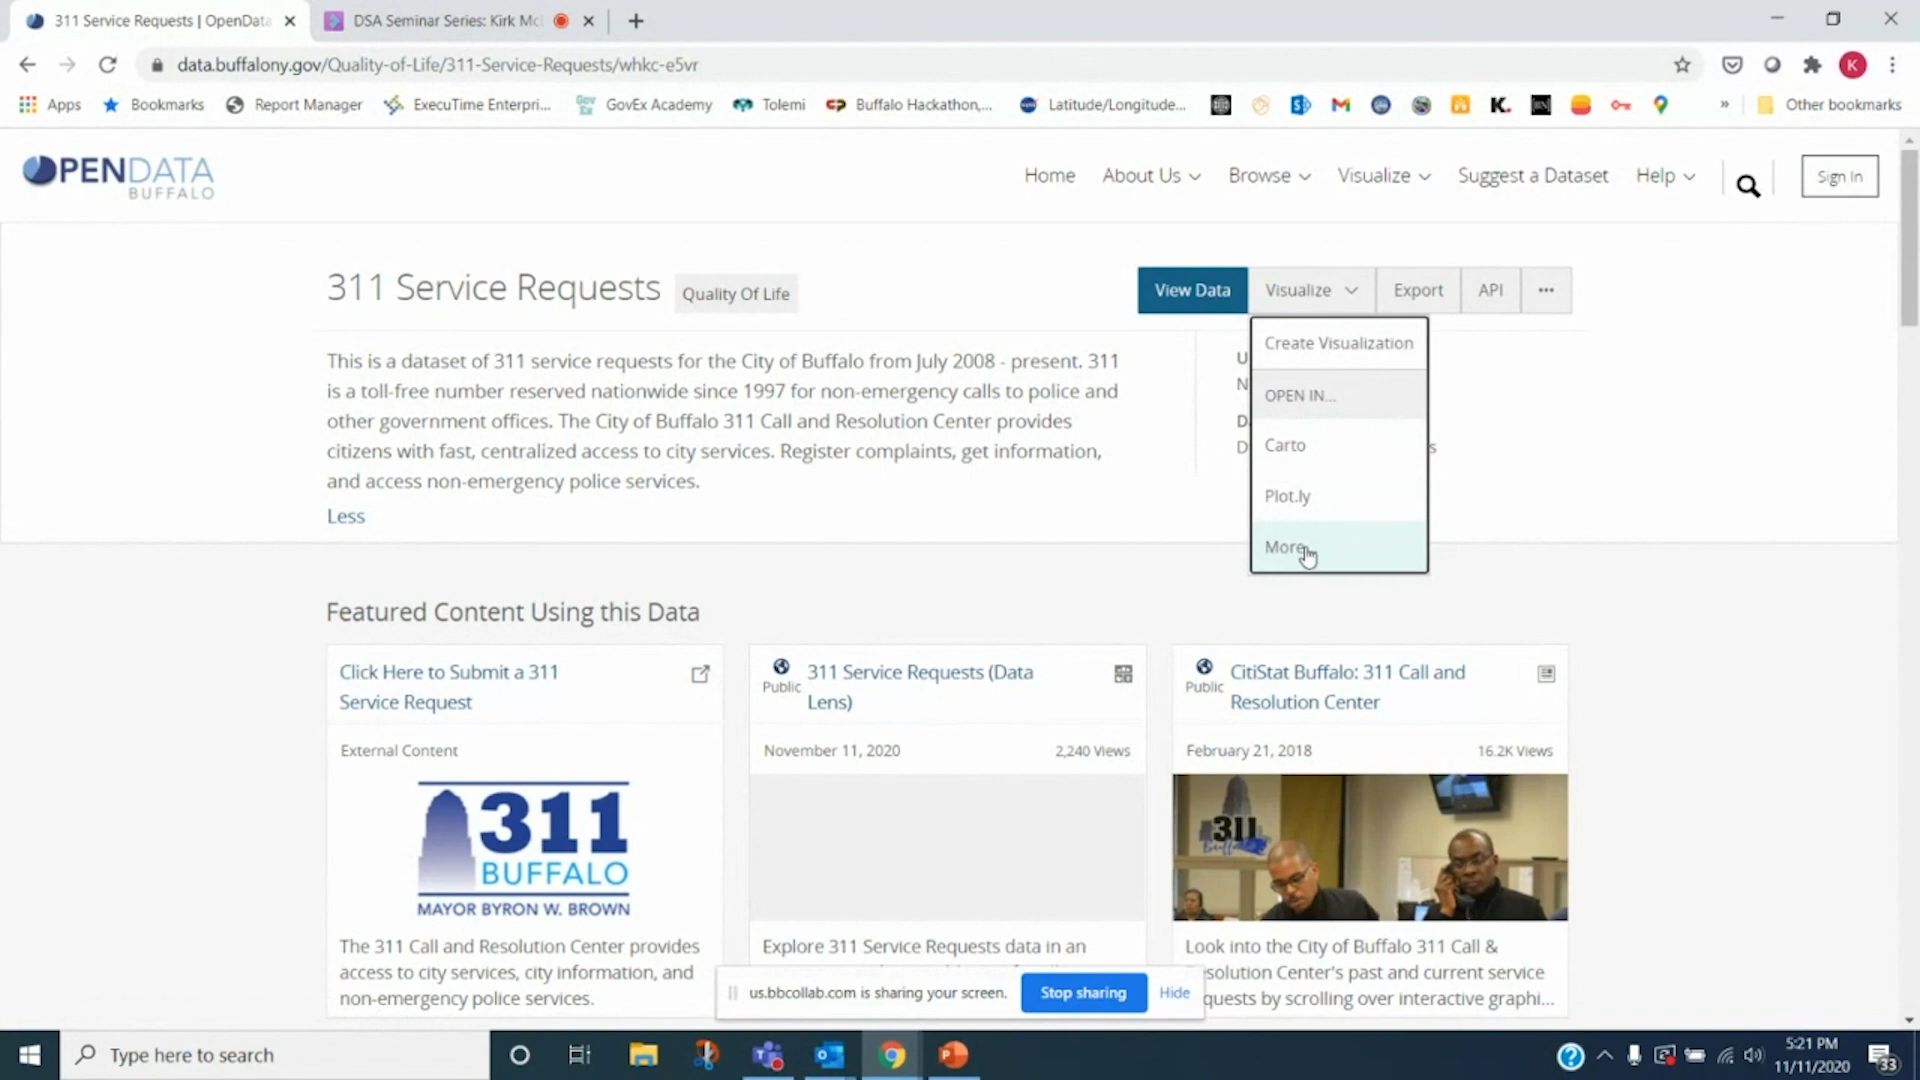 311 Service Requests | OpenData
DSA Seminar Series: Kirk Mc
data.buffalony.gov/Quality-of-Life/311-Service-Requests/whkc-e5vr
K
Apps
Bookmarks
Report Manager
ExecuTime Enterpri...
GovEx Academy
Tolemi
Buffalo Hackathon,...
Latitude/Longitude...
K.
»
Other bookmarks
OPENDATA
BUFFALO
Home
About Us
Browse
Visualize
Suggest a Dataset
Help
Sign In
311 Service Requests
Quality Of Life
View Data
Visualize
Export
API
...
Create Visualization
OPEN IN...
Carto
Plot.ly
More
U
N
D
D
s
This is a dataset of 311 service requests for the City of Buffalo from July 2008 - present. 311
is a toll-free number reserved nationwide since 1997 for non-emergency calls to police and
other government offices. The City of Buffalo 311 Call and Resolution Center provides
citizens with fast, centralized access to city services. Register complaints, get information,
and access non-emergency police services.
Less
Featured Content Using this Data
Click Here to Submit a 311
Service Request
External Content
311
BUFFALO
MAYOR BYRON W. BROWN
The 311 Call and Resolution Center provides
access to city services, city information, and
non-emergency police services.
Public
311 Service Requests (Data
Lens)
November 11, 2020
2,240 Views
Explore 311 Service Requests data in an
Public
CitiStat Buffalo: 311 Call and
Resolution Center
February 21, 2018
16.2K Views
311
Look into the City of Buffalo 311 Call &
solution Center's past and current service
quests by scrolling over interactive graphi...
us.bbcollab.com is sharing your screen.
Stop sharing
Hide
Type here to search
5:21 PM
11/11/2020
33